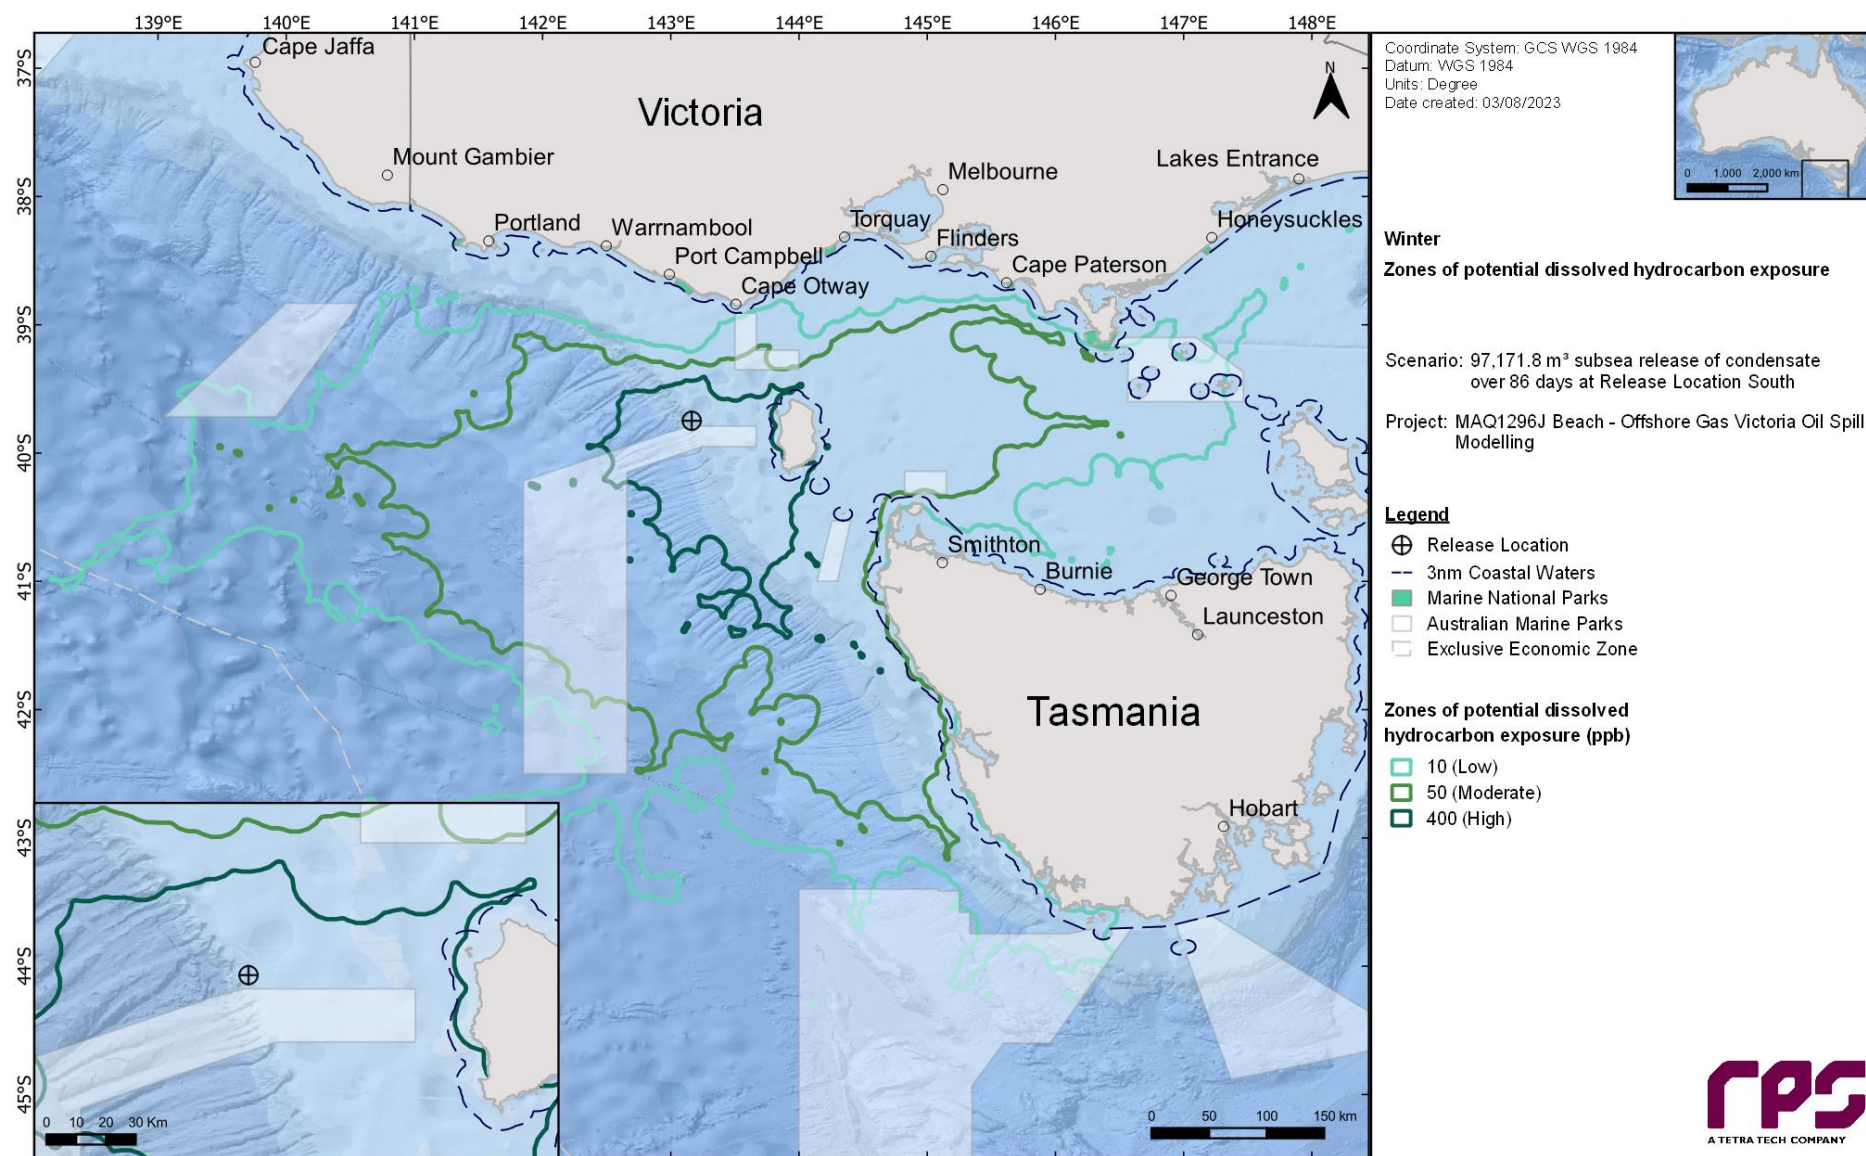 139°E 140°E 141°E 142°E 143°E 144°E 145°E 146°E 147°E 148°E
37°S
38°S
39°S
40°S
41°S
42°S
43°S
44°S
45°S
Cape Jaffa
Victoria
N
Mount Gambier
Melbourne
Lakes Entrance
Portland
Warrnambool
Torquay
Honeysuckles
Flinders
Port Campbell
Cape Paterson
Cape Otway
Smithton
Burnie
George Town
Launceston
Tasmania
Hobart
0 10 20 30 Km
0 50 100 150 km
Coordinate System: GCS WGS 1984
Datum: WGS 1984
Units: Degree
Date created: 03/08/2023
0 1,000 2,000 km
Winter
Zones of potential dissolved hydrocarbon exposure
Scenario: 97,171.8 m³ subsea release of condensate
over 86 days at Release Location South
Project: MAQ1296J Beach - Offshore Gas Victoria Oil Spill
Modelling
Legend
Release Location
3nm Coastal Waters
Marine National Parks
Australian Marine Parks
Exclusive Economic Zone
Zones of potential dissolved
hydrocarbon exposure (ppb)
10 (Low)
50 (Moderate)
400 (High)
rps
A TETRA TECH COMPANY